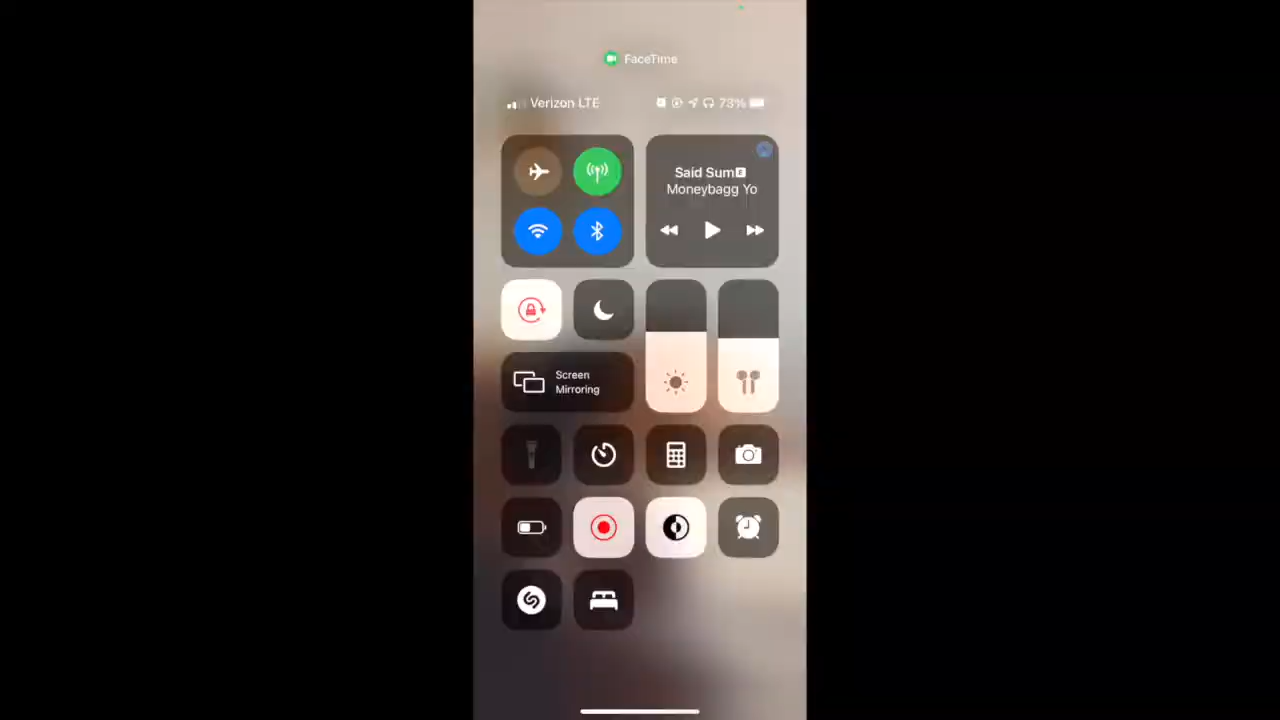 FaceTime
Verizon LTE 73%
Said Sum🅴
Moneybagg Yo
Screen
Mirroring